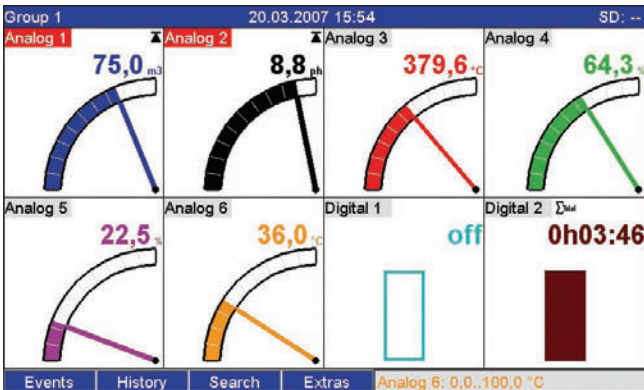 Group 1 20.03.2007 15:54 SD: --
Analog 1 Analog 2 Analog 3 Analog 4
75,0 m3 8,8 ph 379,6 °C 64,3 %
Analog 5 Analog 6 Digital 1 Digital 2 Σ Total
22,5 % 36,0 °C off 0h03:46
Events History Search Extras Analog 6: 0,0..100,0 °C